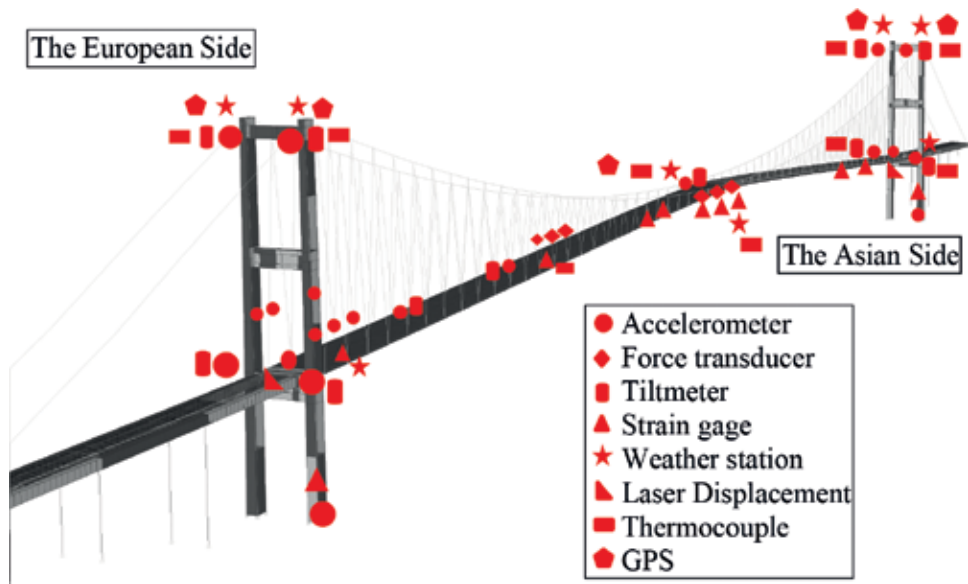 The European Side
The Asian Side
Accelerometer
Force transducer
Tiltmeter
Strain gage
Weather station
Laser Displacement
Thermocouple
GPS